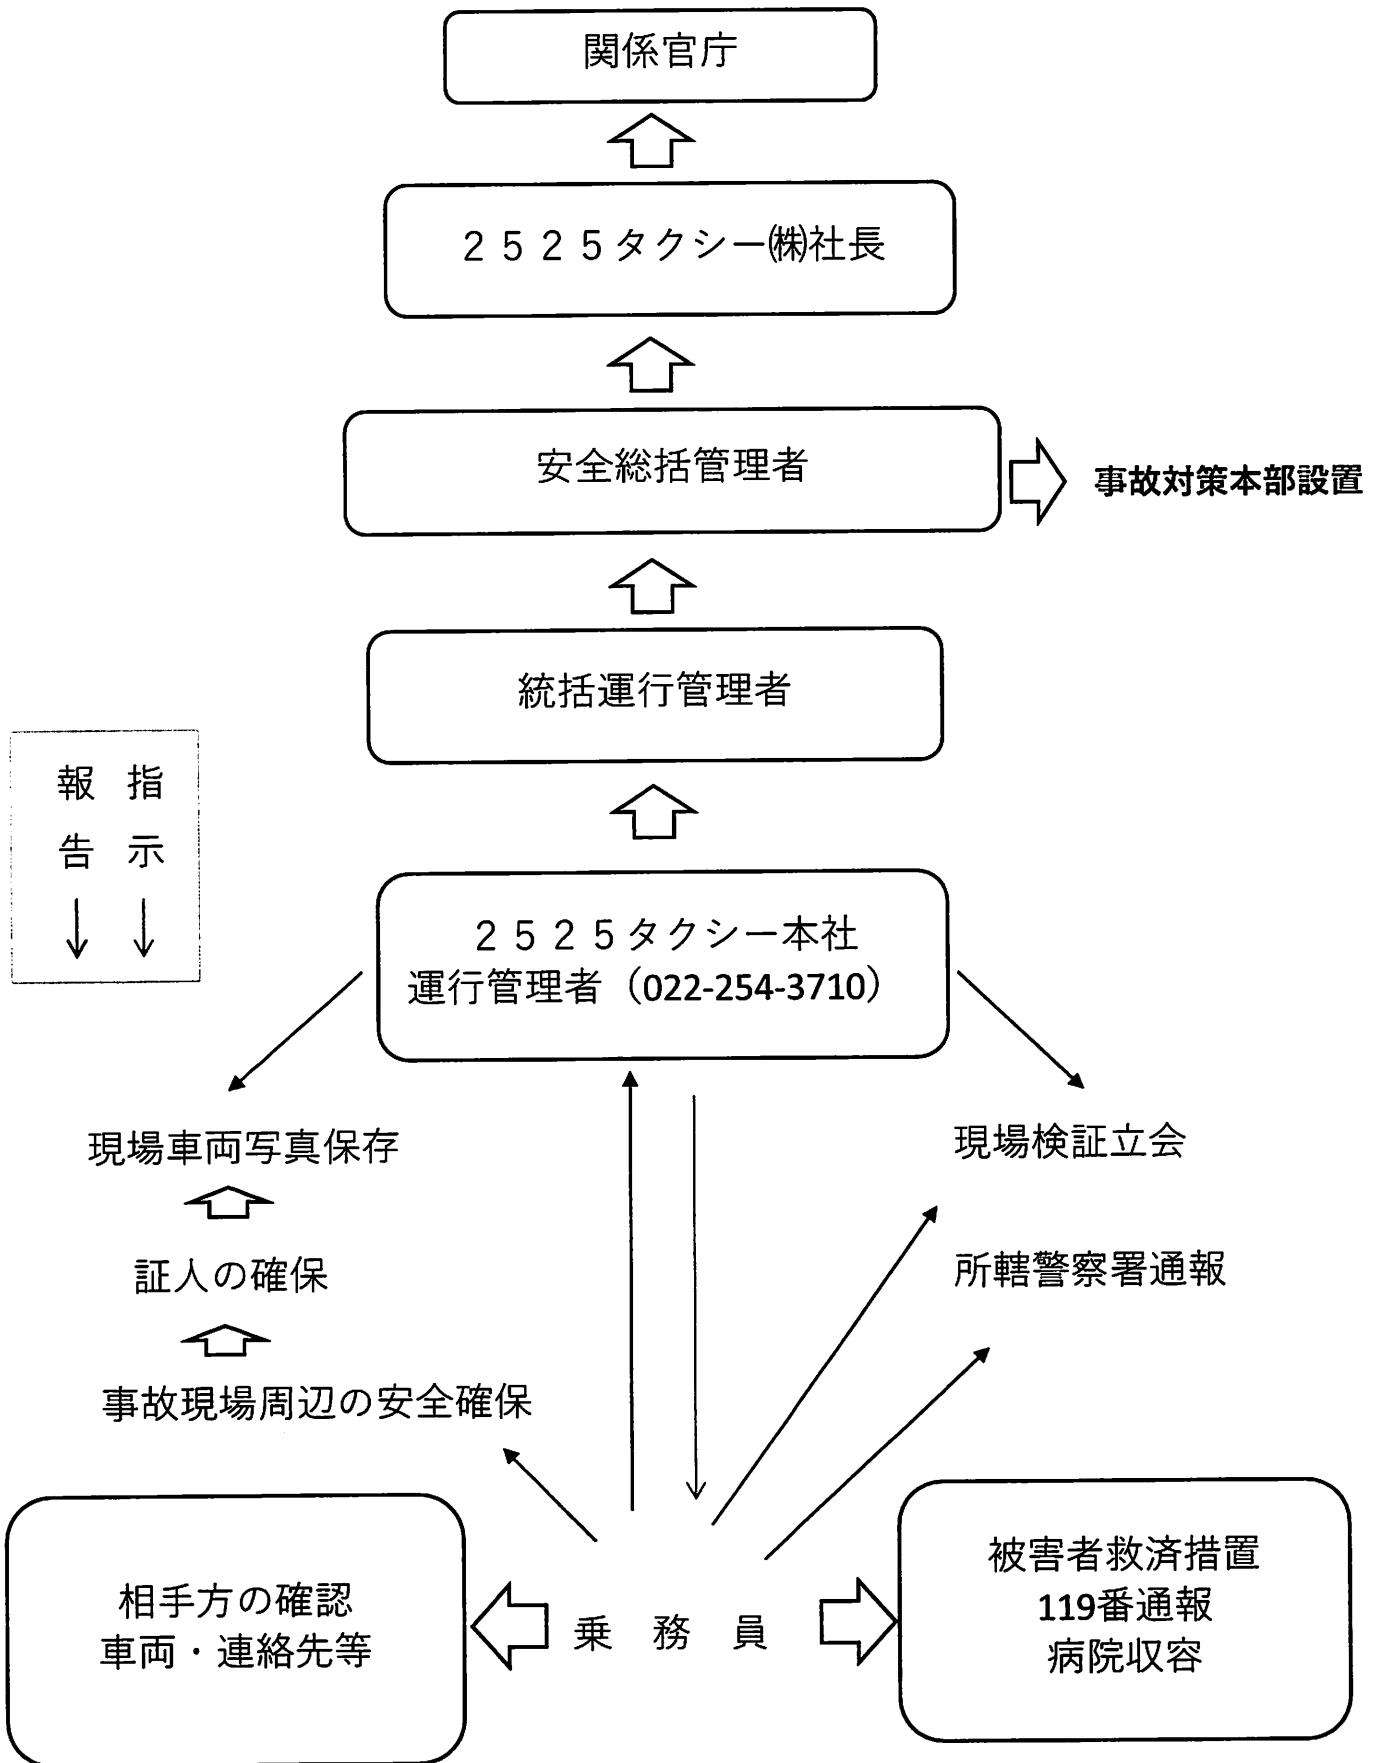 関係官庁
２５２５タクシー㈱社長
安全総括管理者
事故対策本部設置
統括運行管理者
報告
指示
２５２５タクシー本社
運行管理者（022-254-3710）
現場車両写真保存
現場検証立会
証人の確保
所轄警察署通報
事故現場周辺の安全確保
相手方の確認
車両・連絡先等
乗務員
被害者救済措置
119番通報
病院収容